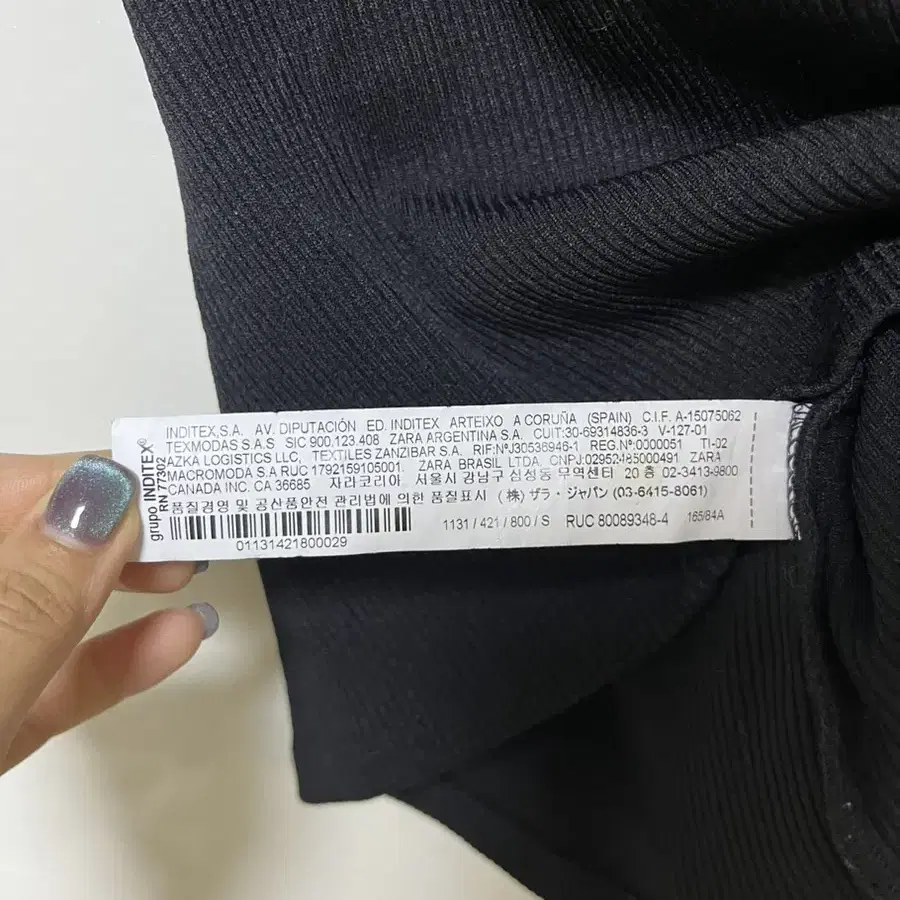 grupo INDITEX®
RN 77302
INDITEX S.A. AV. DIPUTACIÓN ED. INDITEX ARTEIXO A CORUÑA (SPAIN) C.I.F. A-15075062
TEXMODAS S.A.S SIC 900.123.408 ZARA ARGENTINA S.A. CUIT:30-69314836-3 V-127-01
AZKA LOGISTICS LLC, TEXTILES ZANZIBAR S.A. RIF:NºJ30536946-1 REG.Nº0000051 TI-02
MACROMODA S.A RUC 1792159105001. ZARA BRASIL LTDA. CNPJ:02952485000491 ZARA
CANADA INC. CA 36685 자라코리아. 서울시 강남구 삼성동 무역센터 20층 02-3413-9800
품질경영 및 공산품안전 관리법에 의한 품질표시 (株) ザラ・ジャパン (03-6415-8061)
1131 / 421 / 800 / S RUC 80089348-4 165/84A
01131421800029